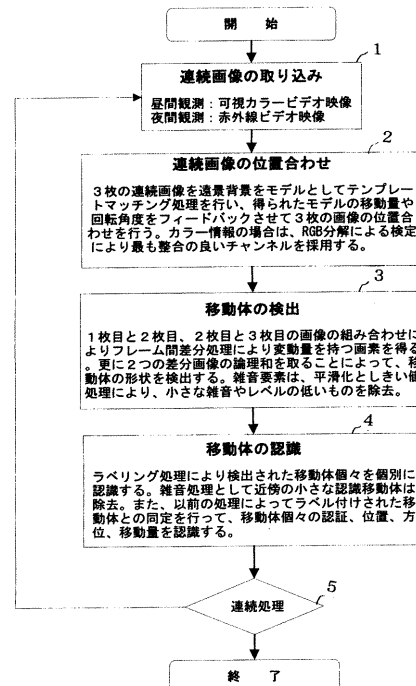 開　始
1
連続画像の取り込み
昼間観測：可視カラービデオ映像
夜間観測：赤外線ビデオ映像
2
連続画像の位置合わせ
３枚の連続画像を遠景背景をモデルとしてテンプレー
トマッチング処理を行い、得られたモデルの移動量や
回転角度をフィードバックさせて３枚の画像の位置合
わせを行う。カラー情報の場合は、RGB分解による検定
により最も整合の良いチャンネルを採用する。
3
移動体の検出
１枚目と２枚目、２枚目と３枚目の画像の組み合わせに
よりフレーム間差分処理により変動量を持つ画素を得る
。更に２つの差分画像の論理和を取ることによって、移
動体の形状を検出する。雑音要素は、平滑化としきい値
処理により、小さな雑音やレベルの低いものを除去。
4
移動体の認識
ラベリング処理により検出された移動体個々を個別に
認識する。雑音処理として近傍の小さな認識移動体は
除去。また、以前の処理によってラベル付けされた移
動体との同定を行って、移動体個々の認証、位置、方
位、移動量を認識する。
5
連続処理
終　了